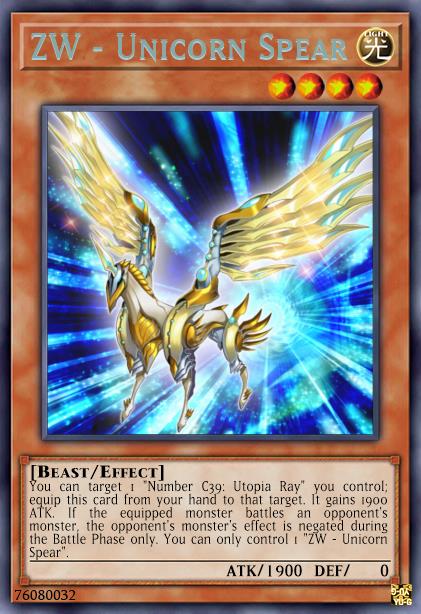 ZW - Unicorn Spear
LIGHT
光
[Beast/Effect]
You can target 1 "Number C39: Utopia Ray" you control;
equip this card from your hand to that target. It gains 1900
ATK. If the equipped monster battles an opponent's
monster, the opponent's monster's effect is negated during
the Battle Phase only. You can only control 1 "ZW - Unicorn
Spear".
ATK/1900 DEF/ 0
76080032